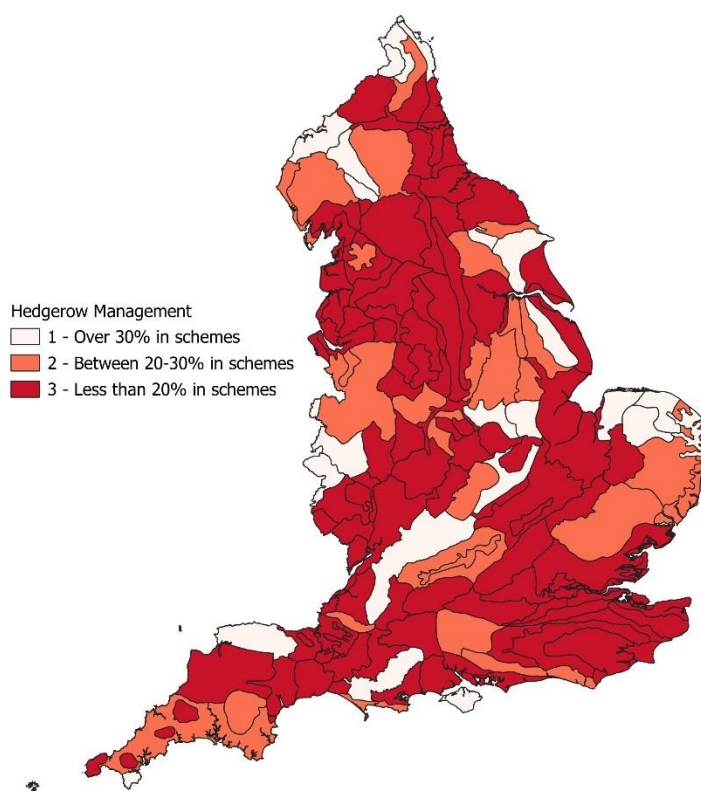 Hedgerow Management
1 - Over 30% in schemes
2 - Between 20-30% in schemes
3 - Less than 20% in schemes